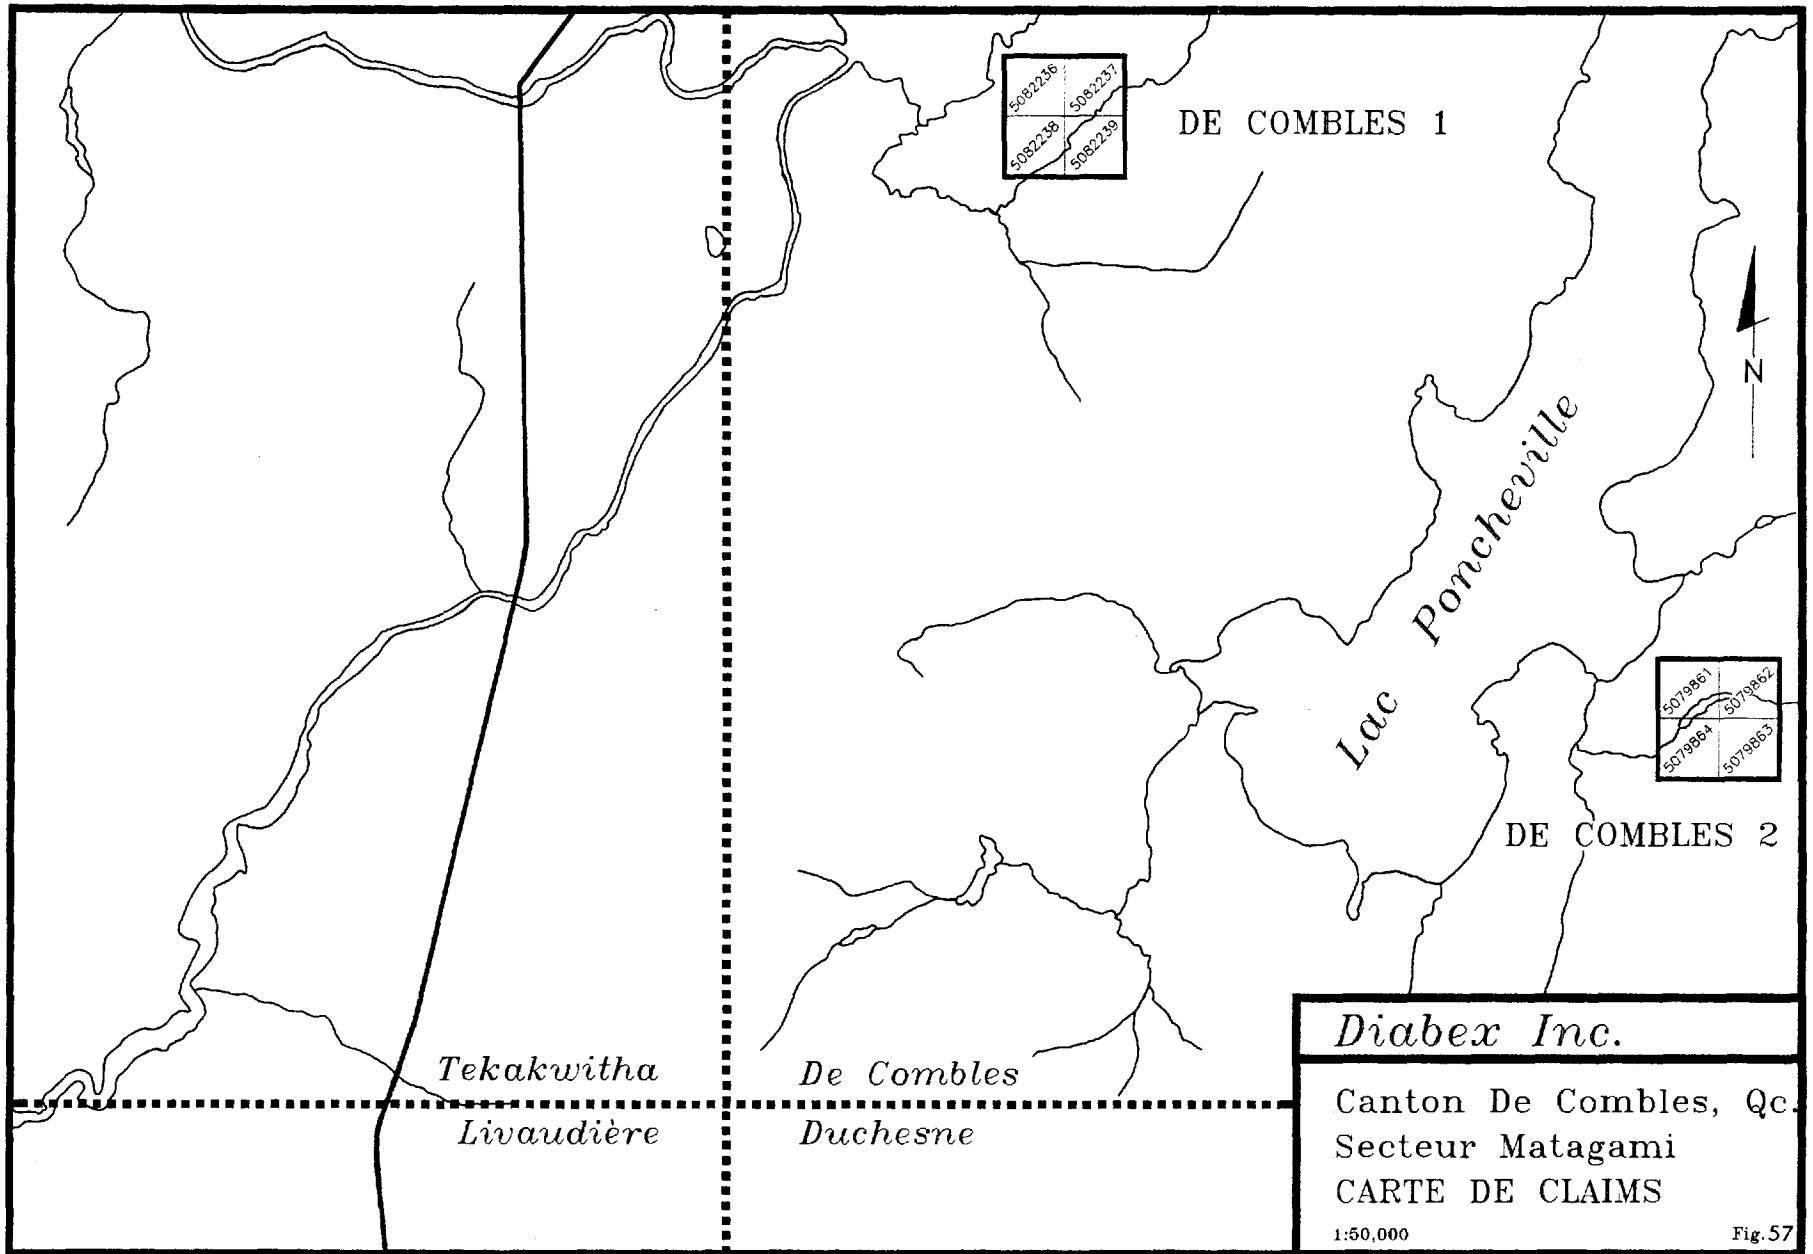 5082236
5082237
5082238
5082239
DE COMBLES 1
N
Lac Poncheville
5079861
5079862
5079864
5079863
DE COMBLES 2
Tekakwitha
De Combles
Livaudière
Duchesne
Diabex Inc.
Canton De Combles, Qc.
Secteur Matagami
CARTE DE CLAIMS
1:50,000
Fig.57